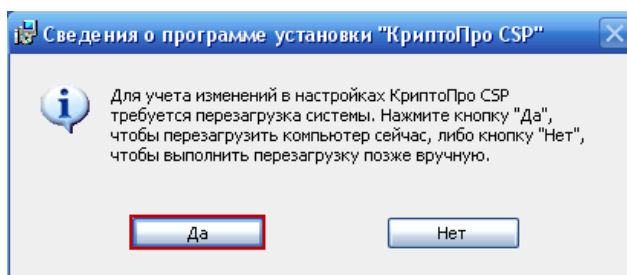 Сведения о программе установки "КриптоПро CSP"
Для учета изменений в настройках КриптоПро CSP
требуется перезагрузка системы. Нажмите кнопку "Да",
чтобы перезагрузить компьютер сейчас, либо кнопку "Нет",
чтобы выполнить перезагрузку позже вручную.
Да
Нет